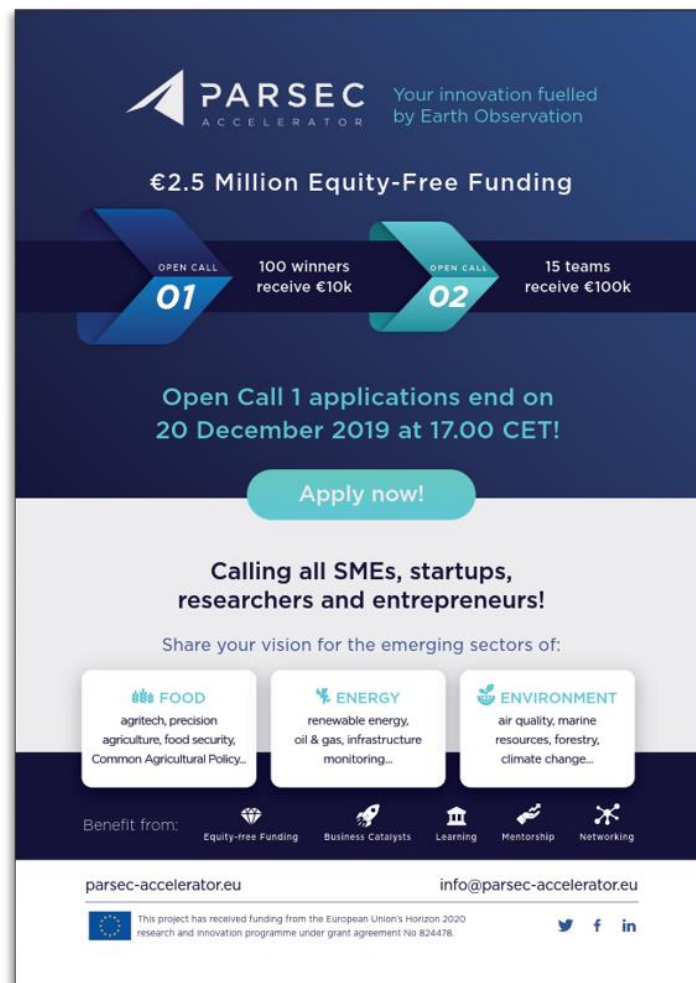 PARSEC
ACCELERATOR
Your innovation fuelled
by Earth Observation
€2.5 Million Equity-Free Funding
OPEN CALL
01
100 winners
receive €10k
OPEN CALL
02
15 teams
receive €100k
Open Call 1 applications end on
20 December 2019 at 17.00 CET!
Apply now!
Calling all SMEs, startups,
researchers and entrepreneurs!
Share your vision for the emerging sectors of:
FOOD
agritech, precision
agriculture, food security,
Common Agricultural Policy...
ENERGY
renewable energy,
oil & gas, infrastructure
monitoring...
ENVIRONMENT
air quality, marine
resources, forestry,
climate change...
Benefit from:
Equity-free Funding
Business Catalysts
Learning
Mentorship
Networking
parsec-accelerator.eu
info@parsec-accelerator.eu
This project has received funding from the European Union's Horizon 2020
research and innovation programme under grant agreement No 824478.